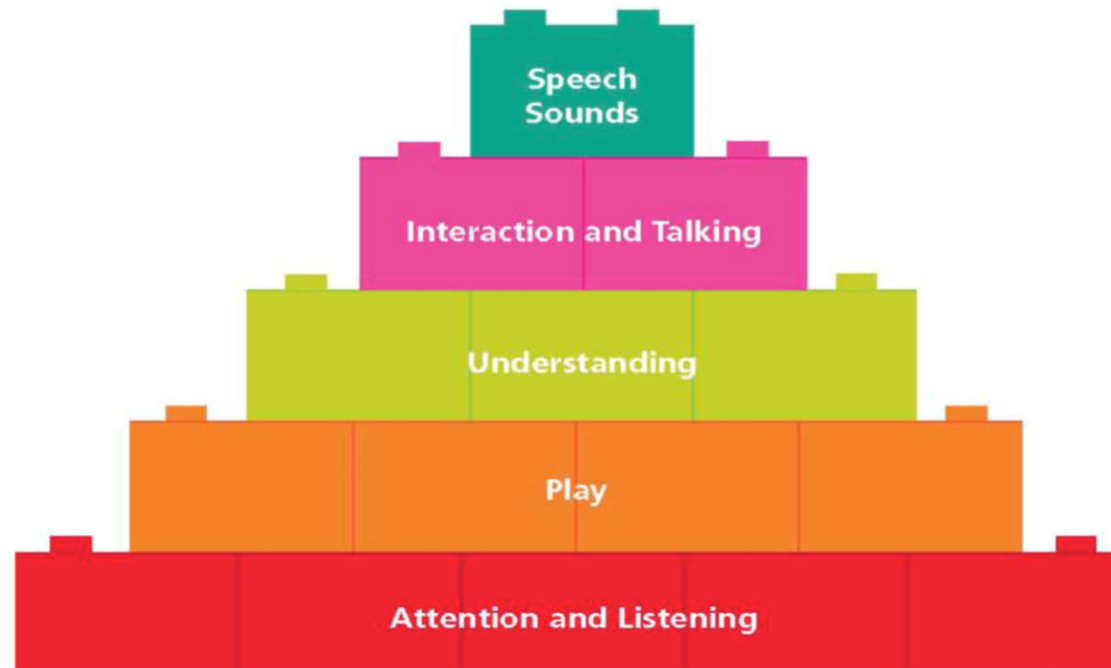 Speech
Sounds
Interaction and Talking
Understanding
Play
Attention and Listening